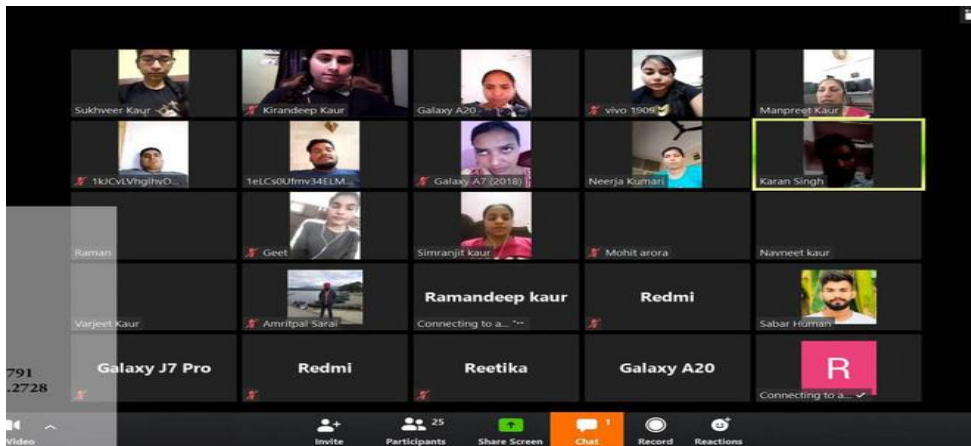 Sukhveer Kaur
Kirandeep Kaur
Galaxy A20
vivo 1909
Manpreet Kaur
1kJCvLVhgihvO...
1eLCs0Ufmv34ELM...
Galaxy A7 (2018)
Neerja Kumari
Karan Singh
Raman
Geet
Simranjit kaur
Mohit arora
Navneet kaur
Varjeet Kaur
Amritpal Sarai
Ramandeep kaur
Connecting to a...
Redmi
Sabar Human
Galaxy J7 Pro
Redmi
Reetika
Galaxy A20
R
Connecting to a...
791
.2728
Video
Invite
Participants 25
Share Screen
Chat 1
Record
Reactions